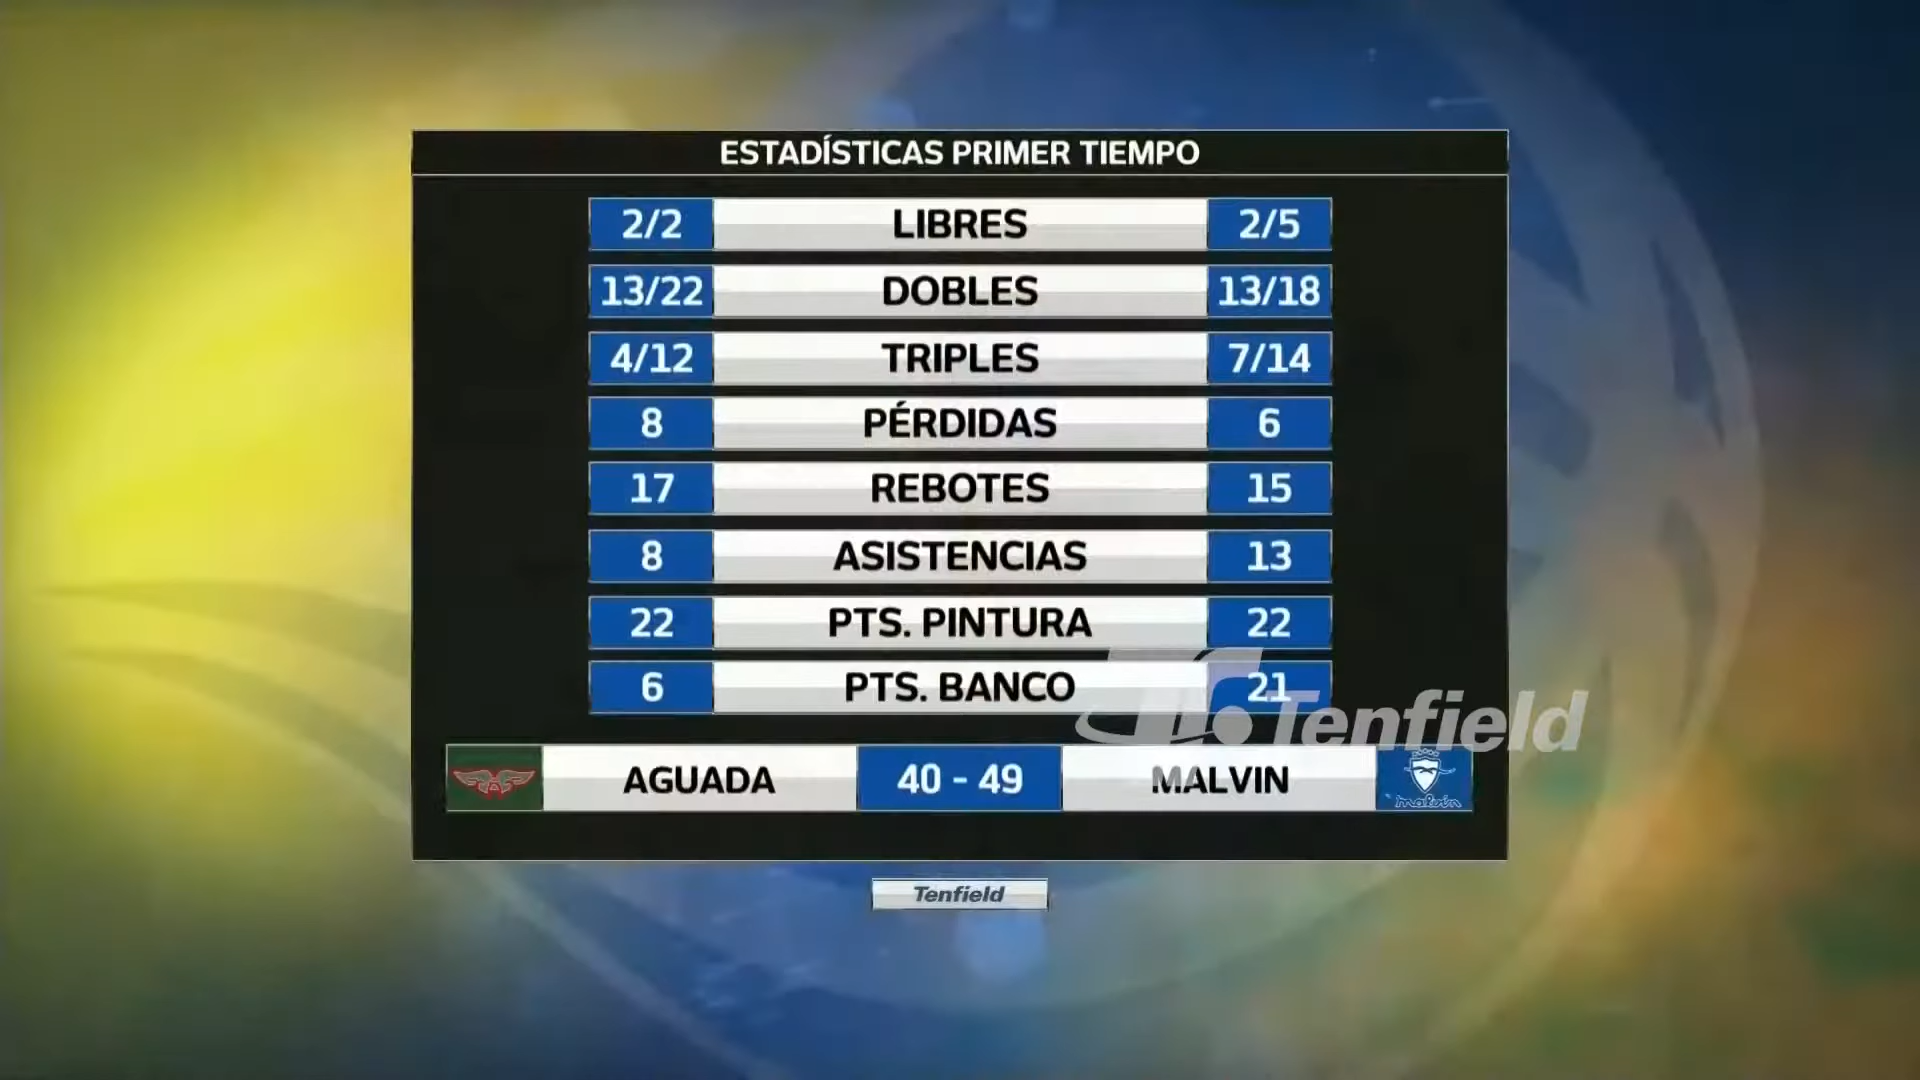 ESTADÍSTICAS PRIMER TIEMPO
2/2 LIBRES 2/5
13/22 DOBLES 13/18
4/12 TRIPLES 7/14
8 PÉRDIDAS 6
17 REBOTES 15
8 ASISTENCIAS 13
22 PTS. PINTURA 22
6 PTS. BANCO 21
Tenfield
AGUADA 40 - 49 MALVIN
malvín
Tenfield